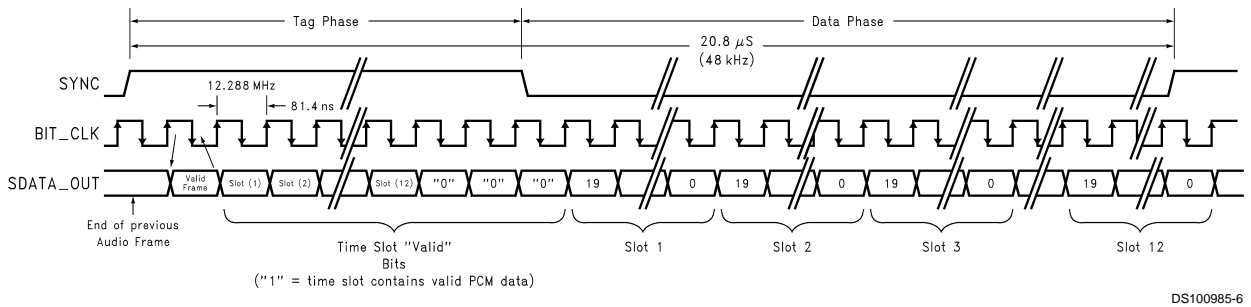 Tag Phase
Data Phase
20.8 μS
(48 kHz)
SYNC
12.288 MHz
81.4 ns
BIT_CLK
SDATA_OUT
Valid
Frame
Slot (1)
Slot (2)
Slot (12)
"0"
"0"
"0"
19
0
19
0
19
0
19
0
End of previous
Audio Frame
Time Slot "Valid"
Bits
("1" = time slot contains valid PCM data)
Slot 1
Slot 2
Slot 3
Slot 12
DS100985-6